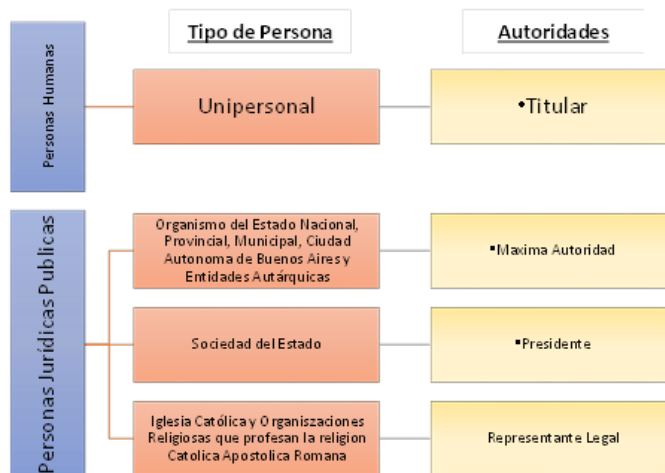 Tipo de Persona
Autoridades
Personas Humanas
Unipersonal
•Titular
Personas Jurídicas Publicas
Organismo del Estado Nacional,
Provincial, Municipal, Ciudad
Autonoma de Buenos Aires y
Entidades Autárquicas
▪Maxima Autoridad
Sociedad del Estado
▪Presidente
Iglesia Católica y Organiszaciones
Religiosas que profesan la religion
Catolica Apostolica Romana
Representante Legal